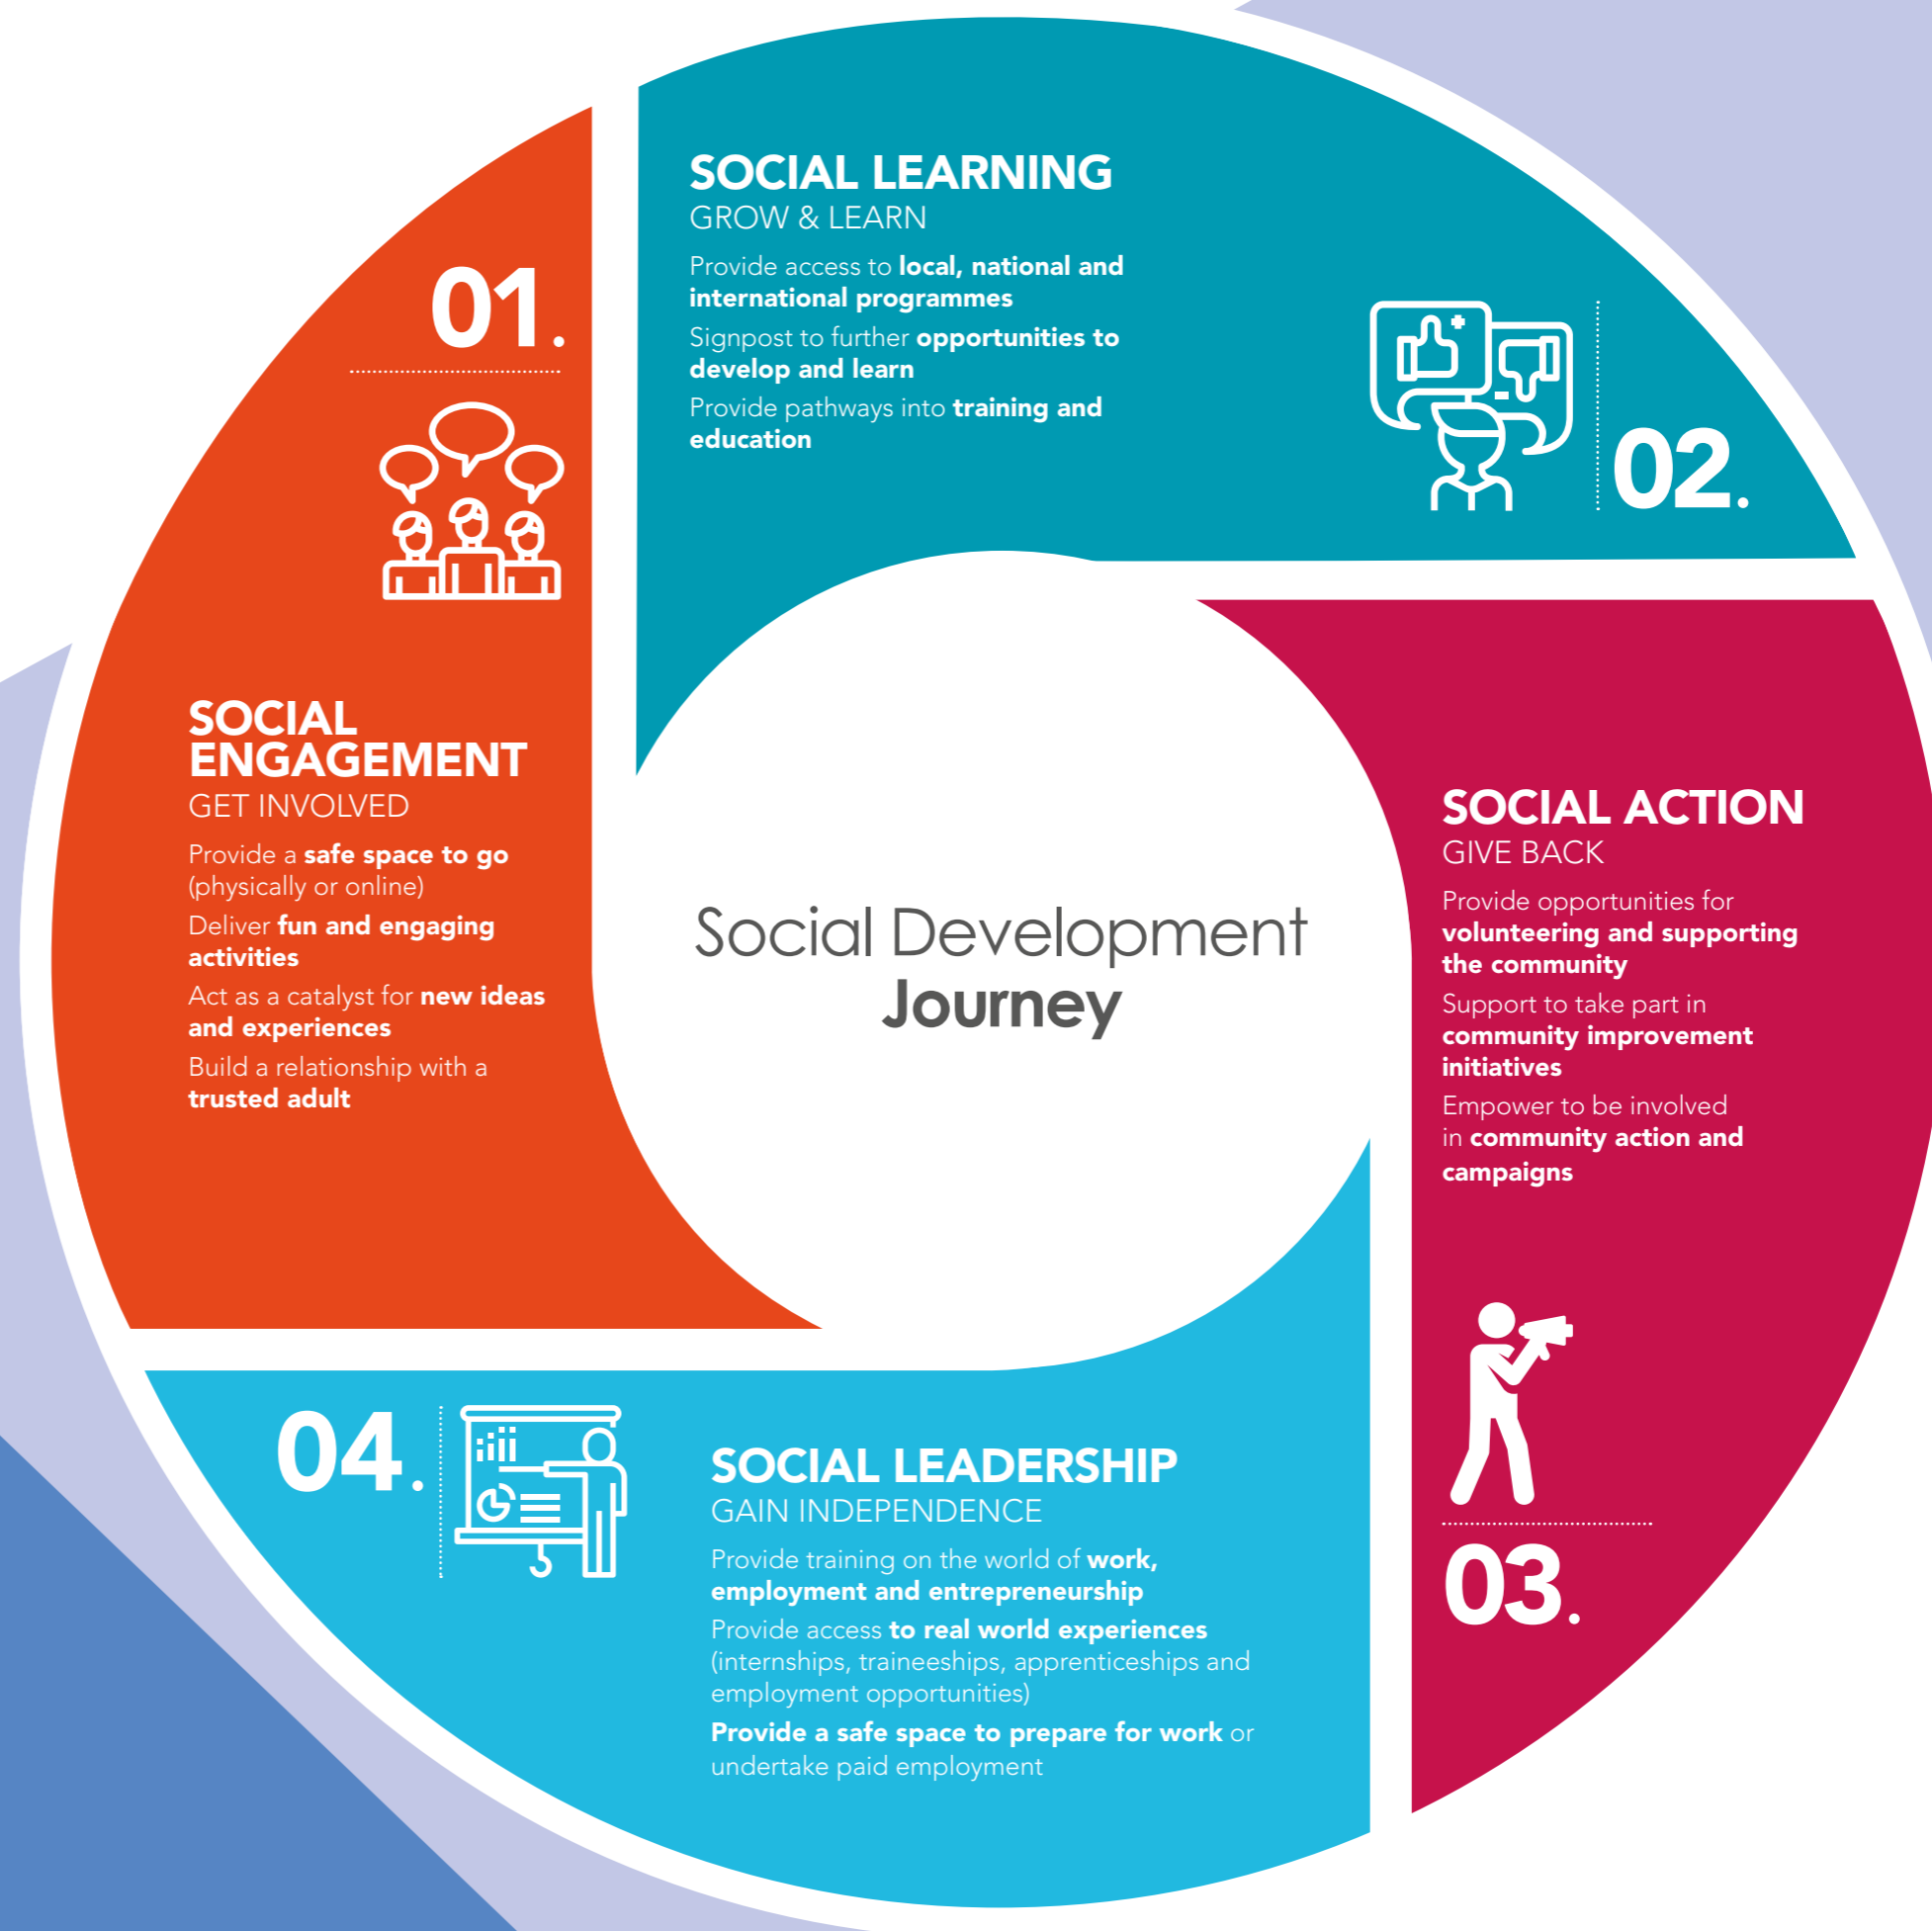 01.
SOCIAL
ENGAGEMENT
GET INVOLVED
Provide a safe space to go
(physically or online)
Deliver fun and engaging
activities
Act as a catalyst for new ideas
and experiences
Build a relationship with a
trusted adult
SOCIAL LEARNING
GROW & LEARN
Provide access to local, national and
international programmes
Signpost to further opportunities to
develop and learn
Provide pathways into training and
education
02.
Social Development
Journey
SOCIAL ACTION
GIVE BACK
Provide opportunities for
volunteering and supporting
the community
Support to take part in
community improvement
initiatives
Empower to be involved
in community action and
campaigns
03.
04.
SOCIAL LEADERSHIP
GAIN INDEPENDENCE
Provide training on the world of work,
employment and entrepreneurship
Provide access to real world experiences
(internships, traineeships, apprenticeships and
employment opportunities)
Provide a safe space to prepare for work or
undertake paid employment